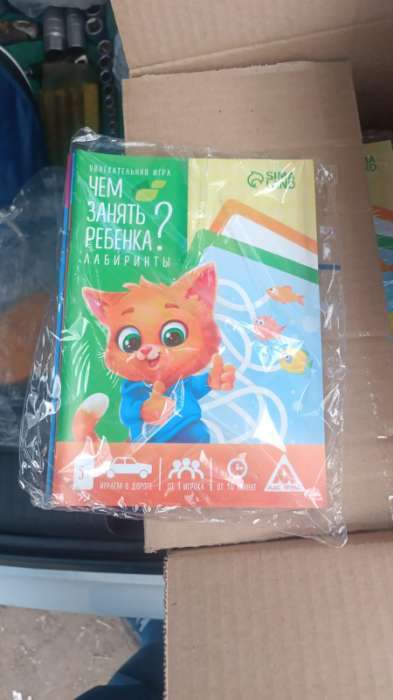 УВЛЕКАТЕЛЬНАЯ ИГРА
ЧЕМ
ЗАНЯТЬ
РЕБЕНКА?
ЛАБИРИНТЫ
SIMA
LAND
ИГРАЕМ В ДОРОГЕ
ОТ 1 ИГРОКА
ОТ 10 МИНУТ